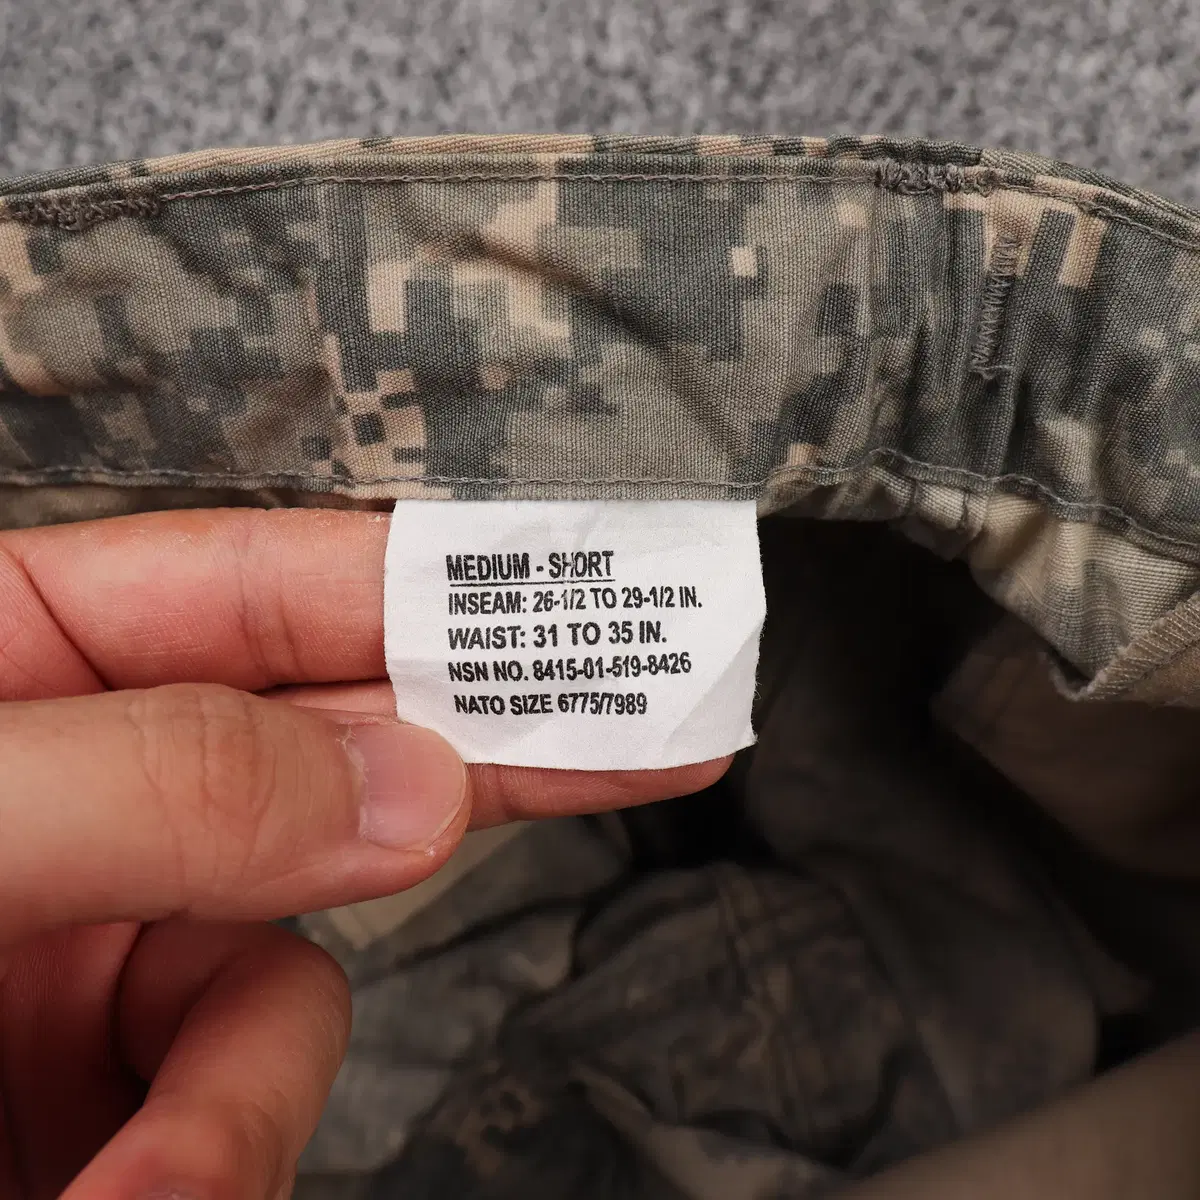 MEDIUM - SHORT
INSEAM: 26-1/2 TO 29-1/2 IN.
WAIST: 31 TO 35 IN.
NSN NO. 8415-01-519-8426
NATO SIZE 6775/7989